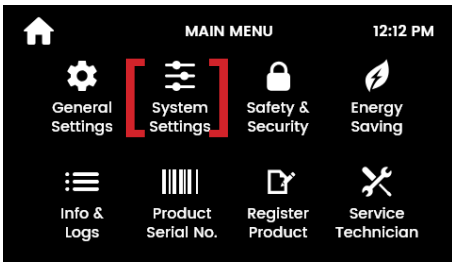 MAIN MENU 12:12 PM
General Settings
System Settings
Safety & Security
Energy Saving
Info & Logs
Product Serial No.
Register Product
Service Technician